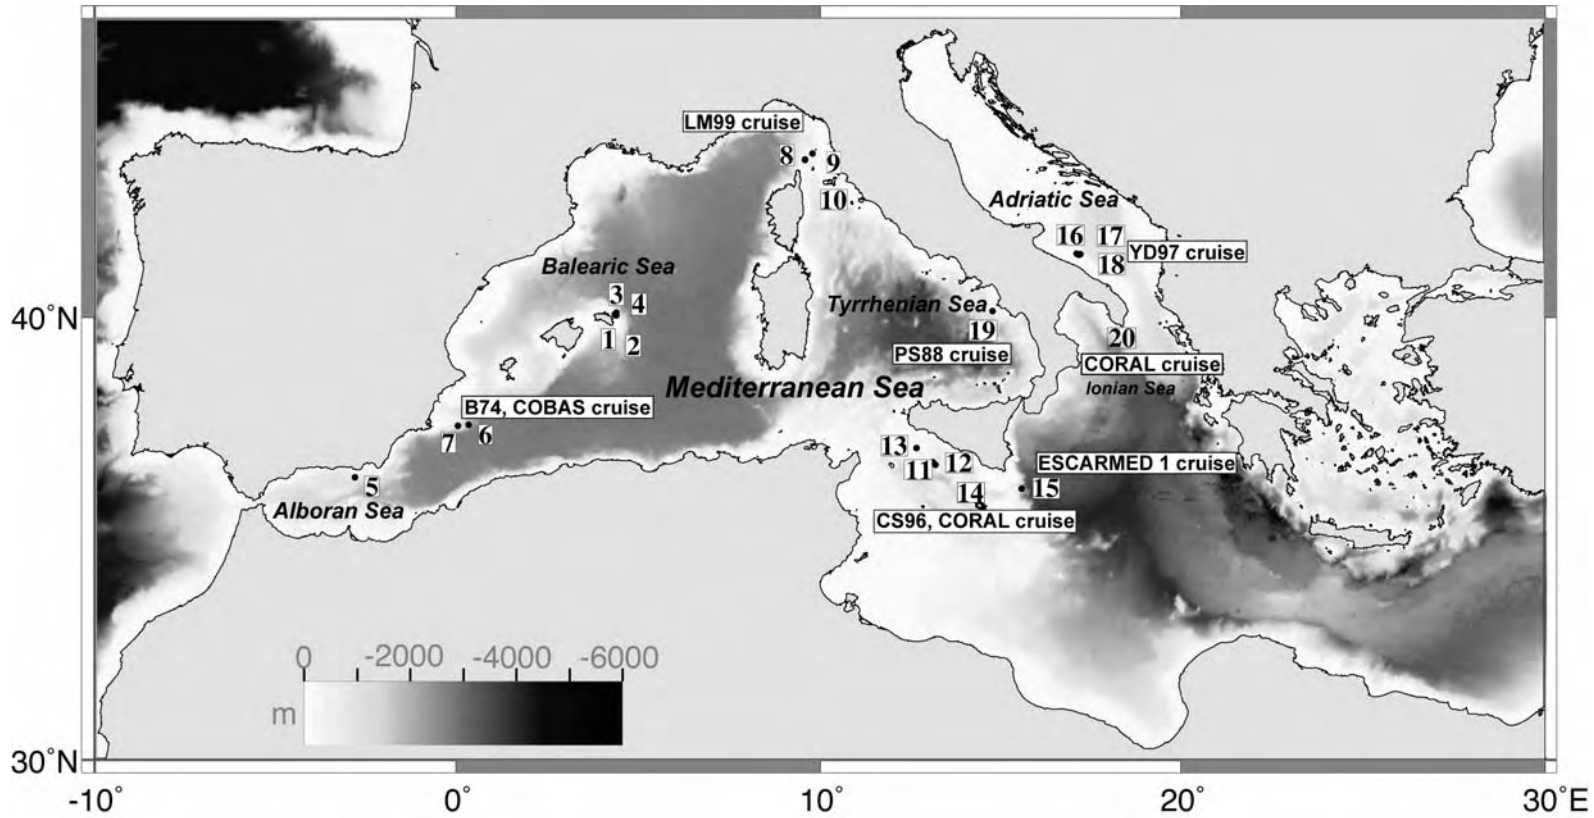 LM99 cruise
8
9
10
Adriatic Sea
16 17
YD97 cruise
18
Balearic Sea
3 4
1 2
Tyrrhenian Sea
19
PS88 cruise
20
CORAL cruise
Ionian Sea
Mediterranean Sea
B74, COBAS cruise
7 6
13
11 12
ESCARMED 1 cruise
14 15
CS96, CORAL cruise
5
Alboran Sea
0 -2000 -4000 -6000
m
40°N
30°N
-10° 0° 10° 20° 30°E